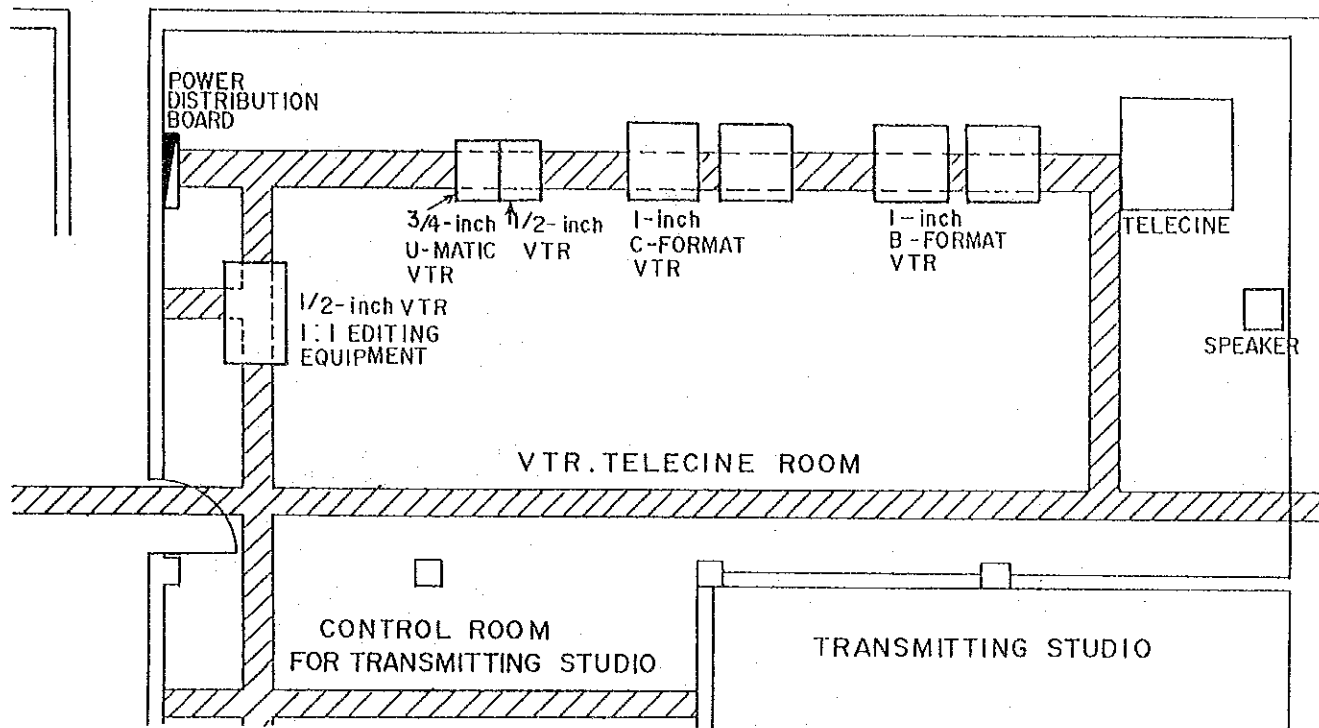 POWER
DISTRIBUTION
BOARD
3/4-inch
U-MATIC
VTR
1/2-inch
VTR
1-inch
C-FORMAT
VTR
1-inch
B-FORMAT
VTR
TELECINE
1/2-inch VTR
1:1 EDITING
EQUIPMENT
SPEAKER
VTR.TELECINE ROOM
CONTROL ROOM
FOR TRANSMITTING STUDIO
TRANSMITTING STUDIO